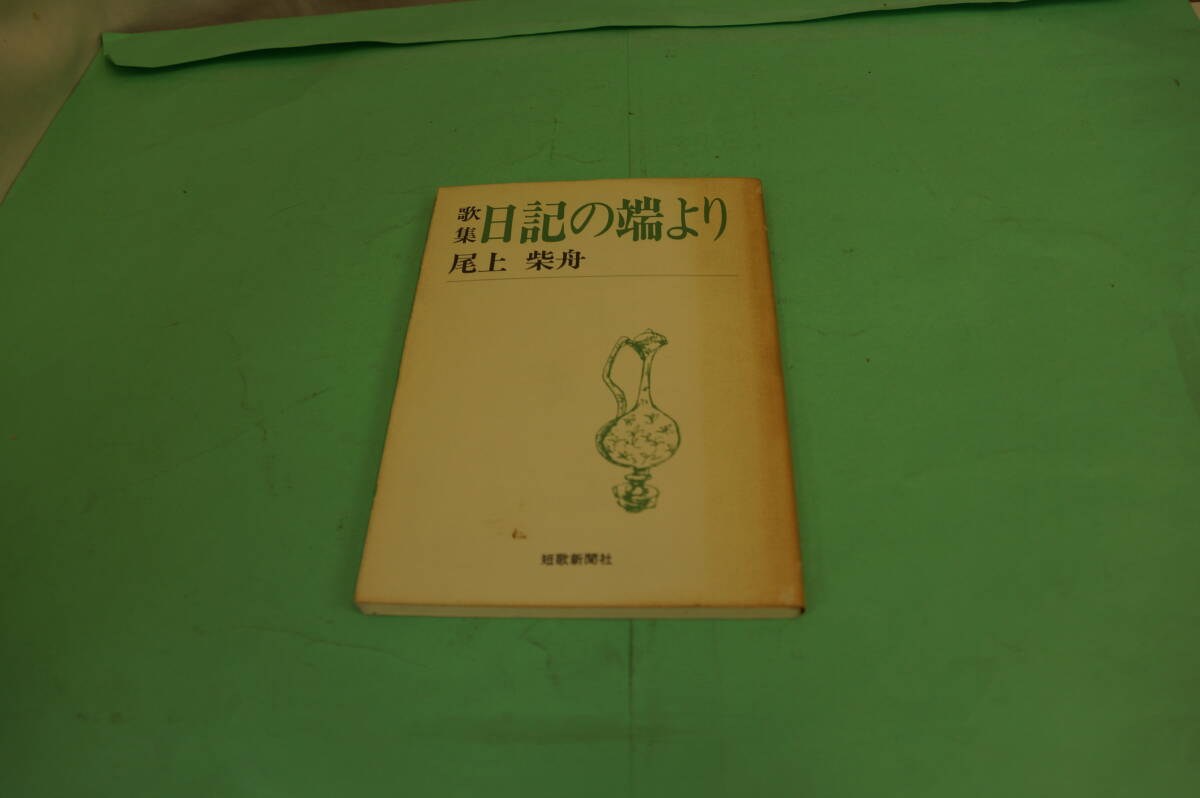 歌集 日記の端より
尾上 柴舟
短歌新聞社